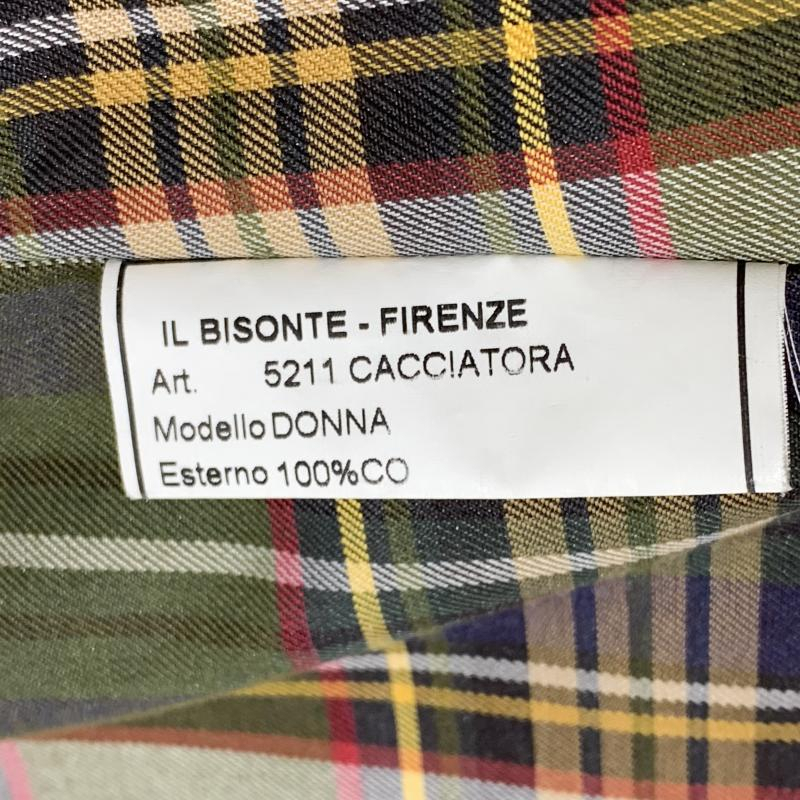 IL BISONTE - FIRENZE
Art. 5211 CACCIATORA
Modello DONNA
Esterno 100%CO